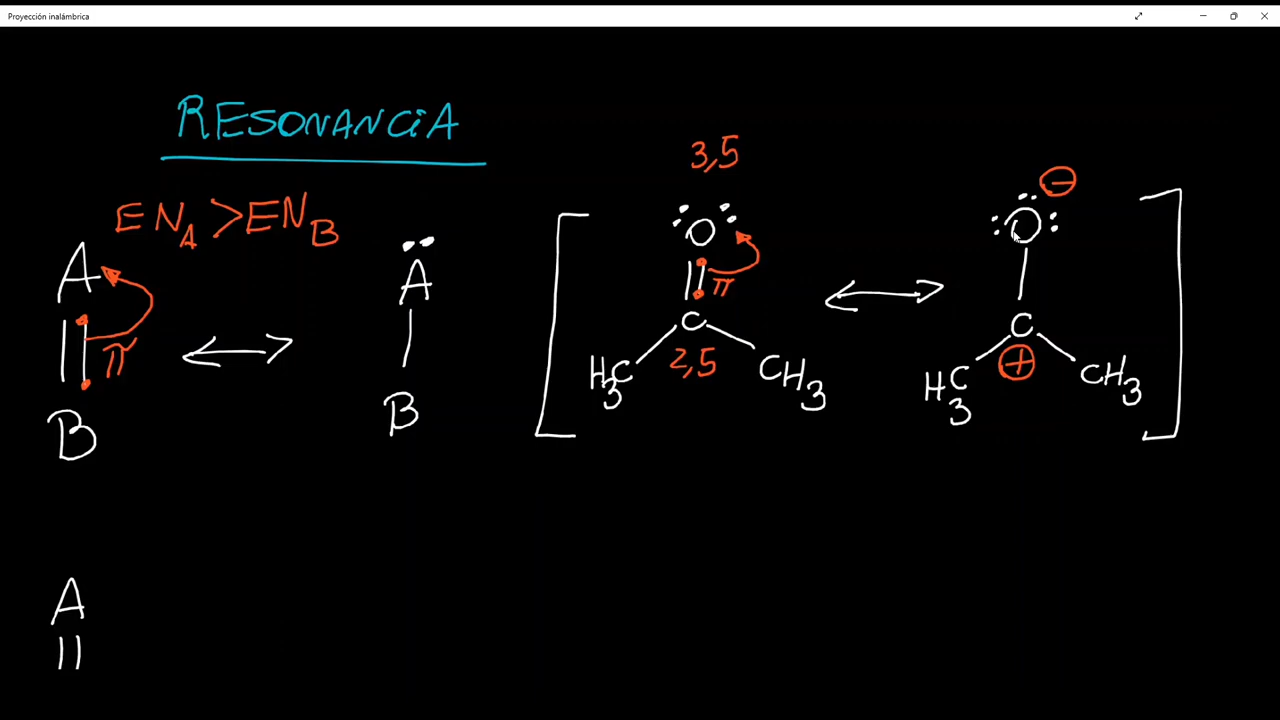 Proyección inalámbrica
RESONANCiA
EN_A > EN_B
A
π
B
Ä
B
3,5
O
π
C
2,5
H3C
CH3
⊖
O
C
⊕
H3C
CH3
A